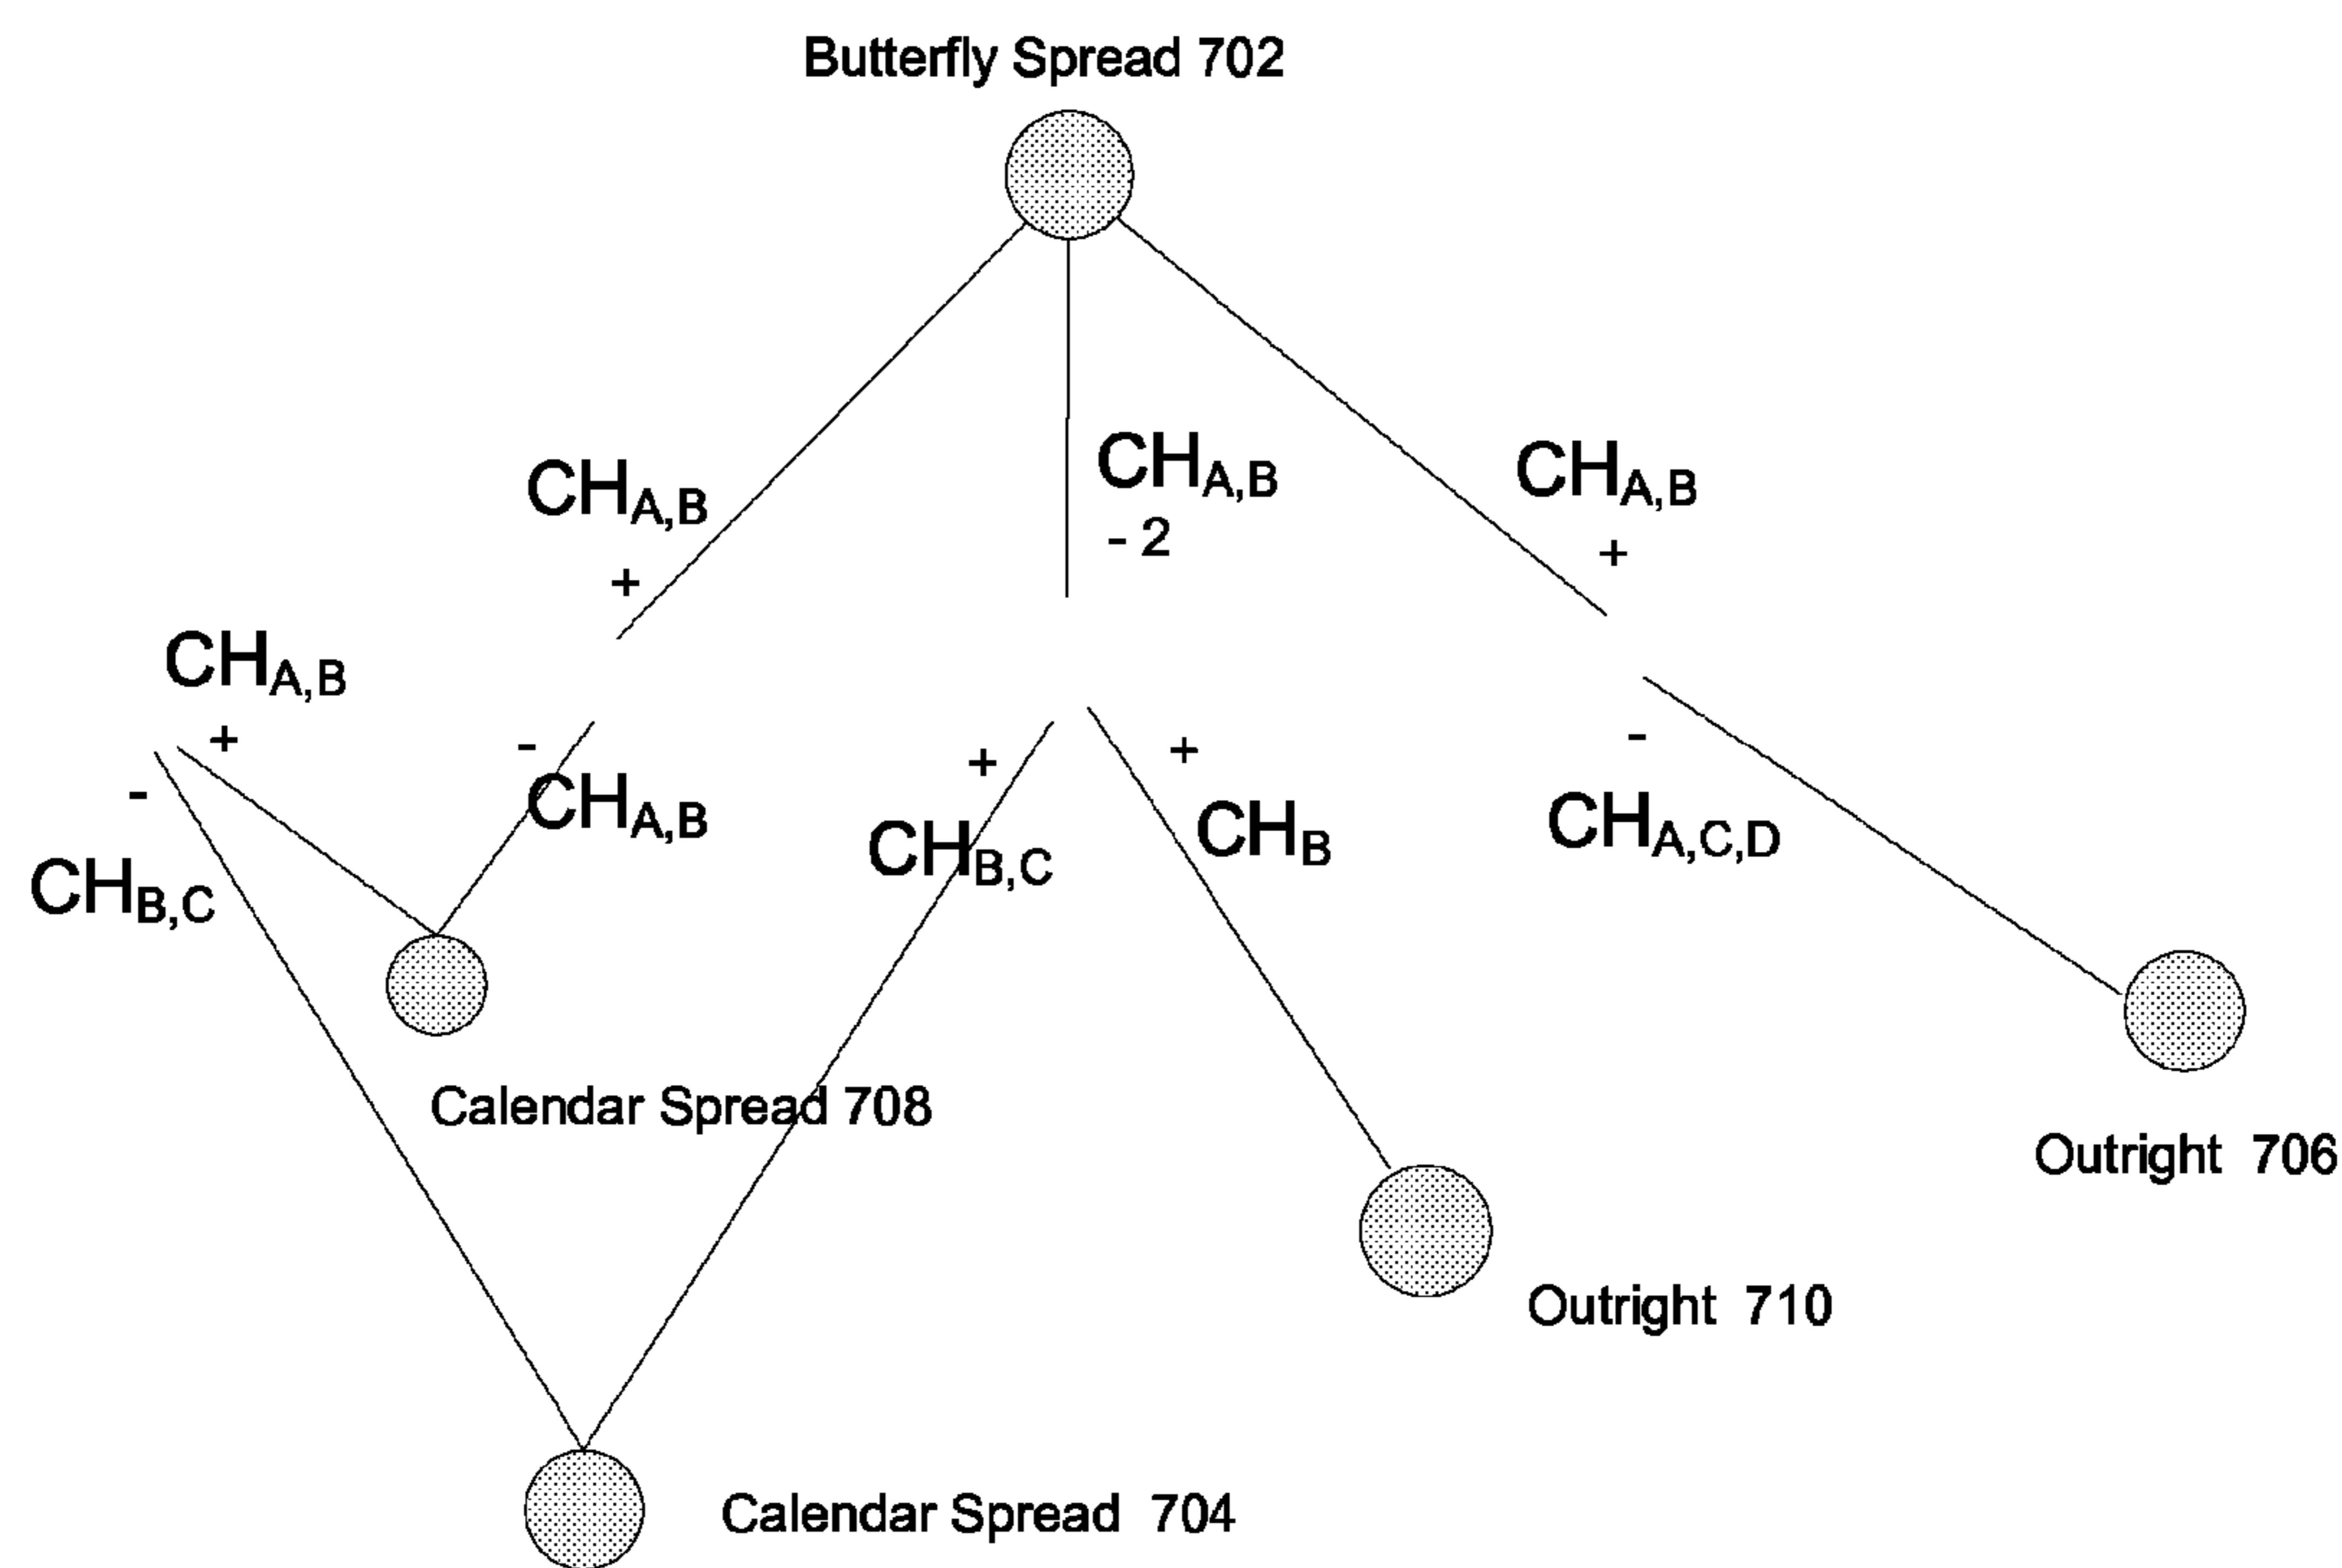 Butterfly Spread 702
CHA,B
+
CHA,B
- 2
CHA,B
+
CHA,B
+
-
CHB,C
-
CHA,B
+
CHB,C
+
CHB
-
CHA,C,D
Calendar Spread 708
Outright 706
Outright 710
Calendar Spread 704